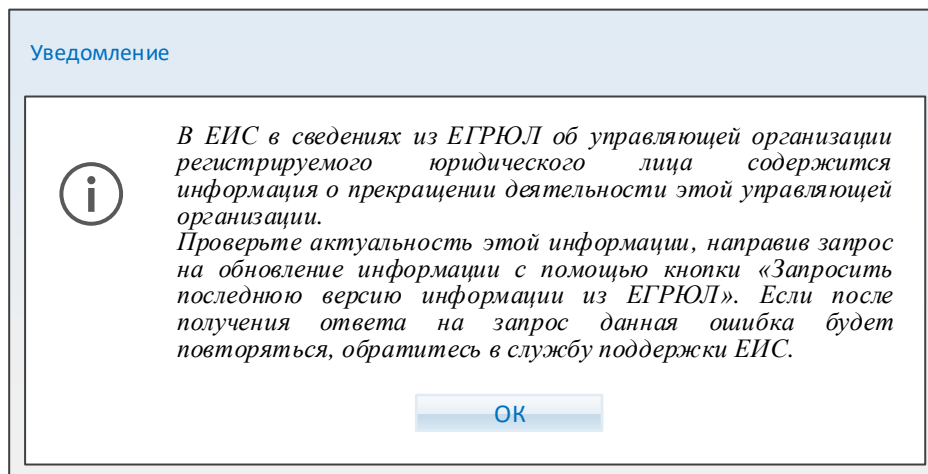 Уведомление
В ЕИС в сведениях из ЕГРЮЛ об управляющей организации
регистрируемого юридического лица содержится
информация о прекращении деятельности этой управляющей
организации.
Проверьте актуальность этой информации, направив запрос
на обновление информации с помощью кнопки «Запросить
последнюю версию информации из ЕГРЮЛ». Если после
получения ответа на запрос данная ошибка будет
повторяться, обратитесь в службу поддержки ЕИС.
ОК